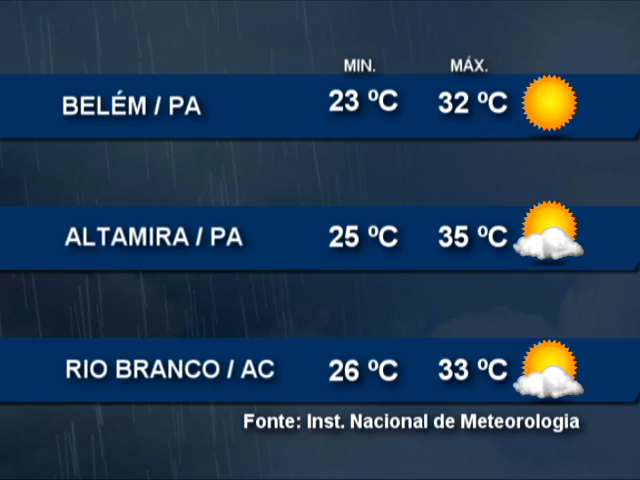 MIN. MÁX.
BELÉM / PA 23 ºC 32 ºC
ALTAMIRA / PA 25 ºC 35 ºC
RIO BRANCO / AC 26 ºC 33 ºC
Fonte: Inst. Nacional de Meteorologia